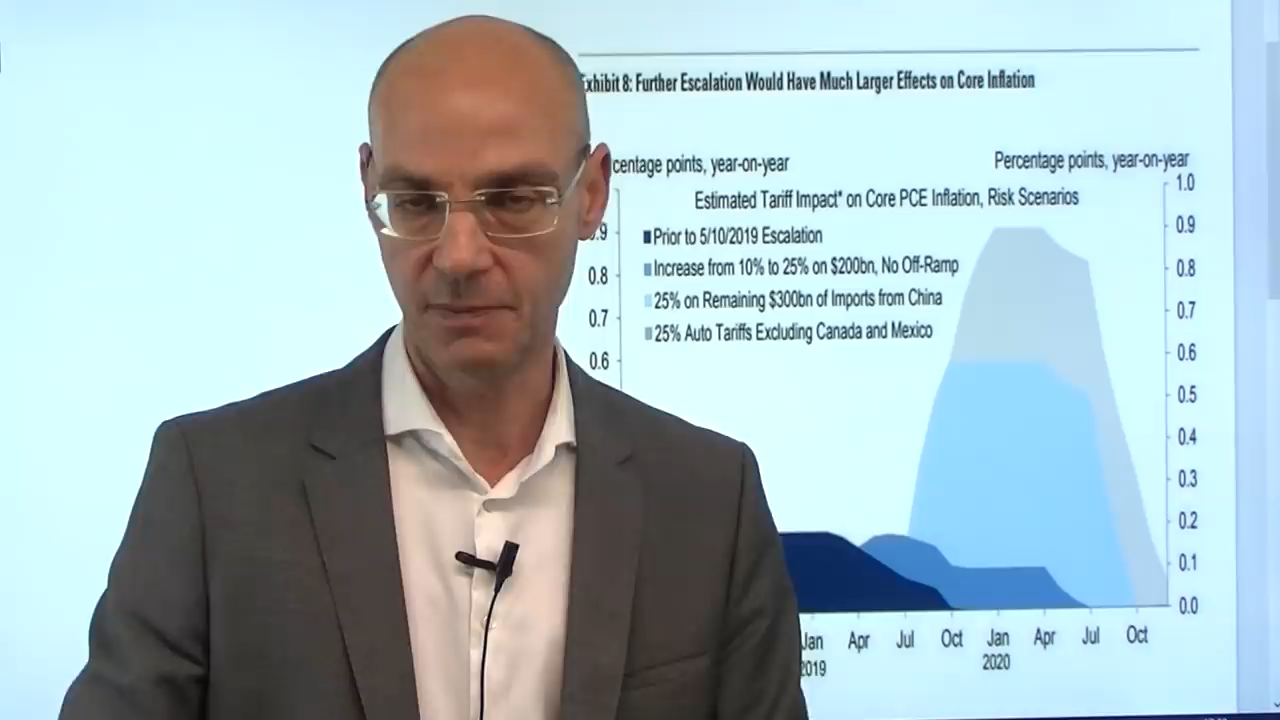 xhibit 8: Further Escalation Would Have Much Larger Effects on Core Inflation
centage points, year-on-year
Percentage points, year-on-year
Estimated Tariff Impact* on Core PCE Inflation, Risk Scenarios
Prior to 5/10/2019 Escalation
Increase from 10% to 25% on $200bn, No Off-Ramp
25% on Remaining $300bn of Imports from China
25% Auto Tariffs Excluding Canada and Mexico
.9
0.8
0.7
0.6
1.0
0.9
0.8
0.7
0.6
0.5
0.4
0.3
0.2
0.1
0.0
Jan
Apr
Jul
Oct
Jan
Apr
Jul
Oct
2019
2020